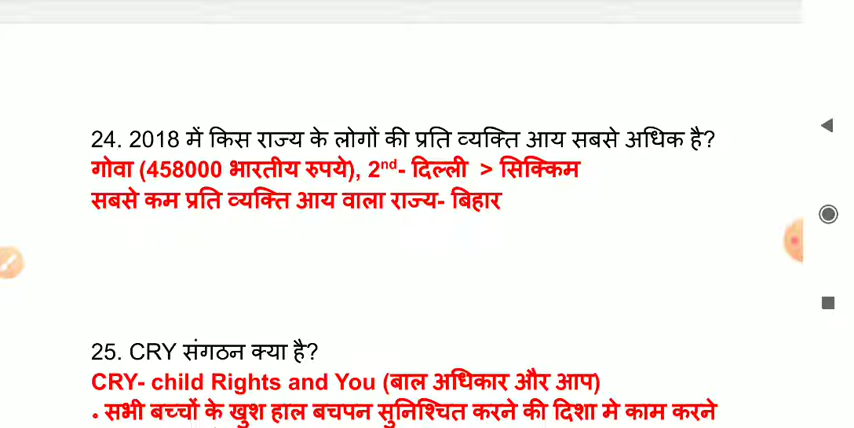 24. 2018 में किस राज्य के लोगों की प्रति व्यक्ति आय सबसे अधिक है?
गोवा (458000 भारतीय रुपये), 2nd- दिल्ली > सिक्किम
सबसे कम प्रति व्यक्ति आय वाला राज्य- बिहार
25. CRY संगठन क्या है?
CRY- child Rights and You (बाल अधिकार और आप)
• सभी बच्चों के खुश हाल बचपन सुनिश्चित करने की दिशा मे काम करने